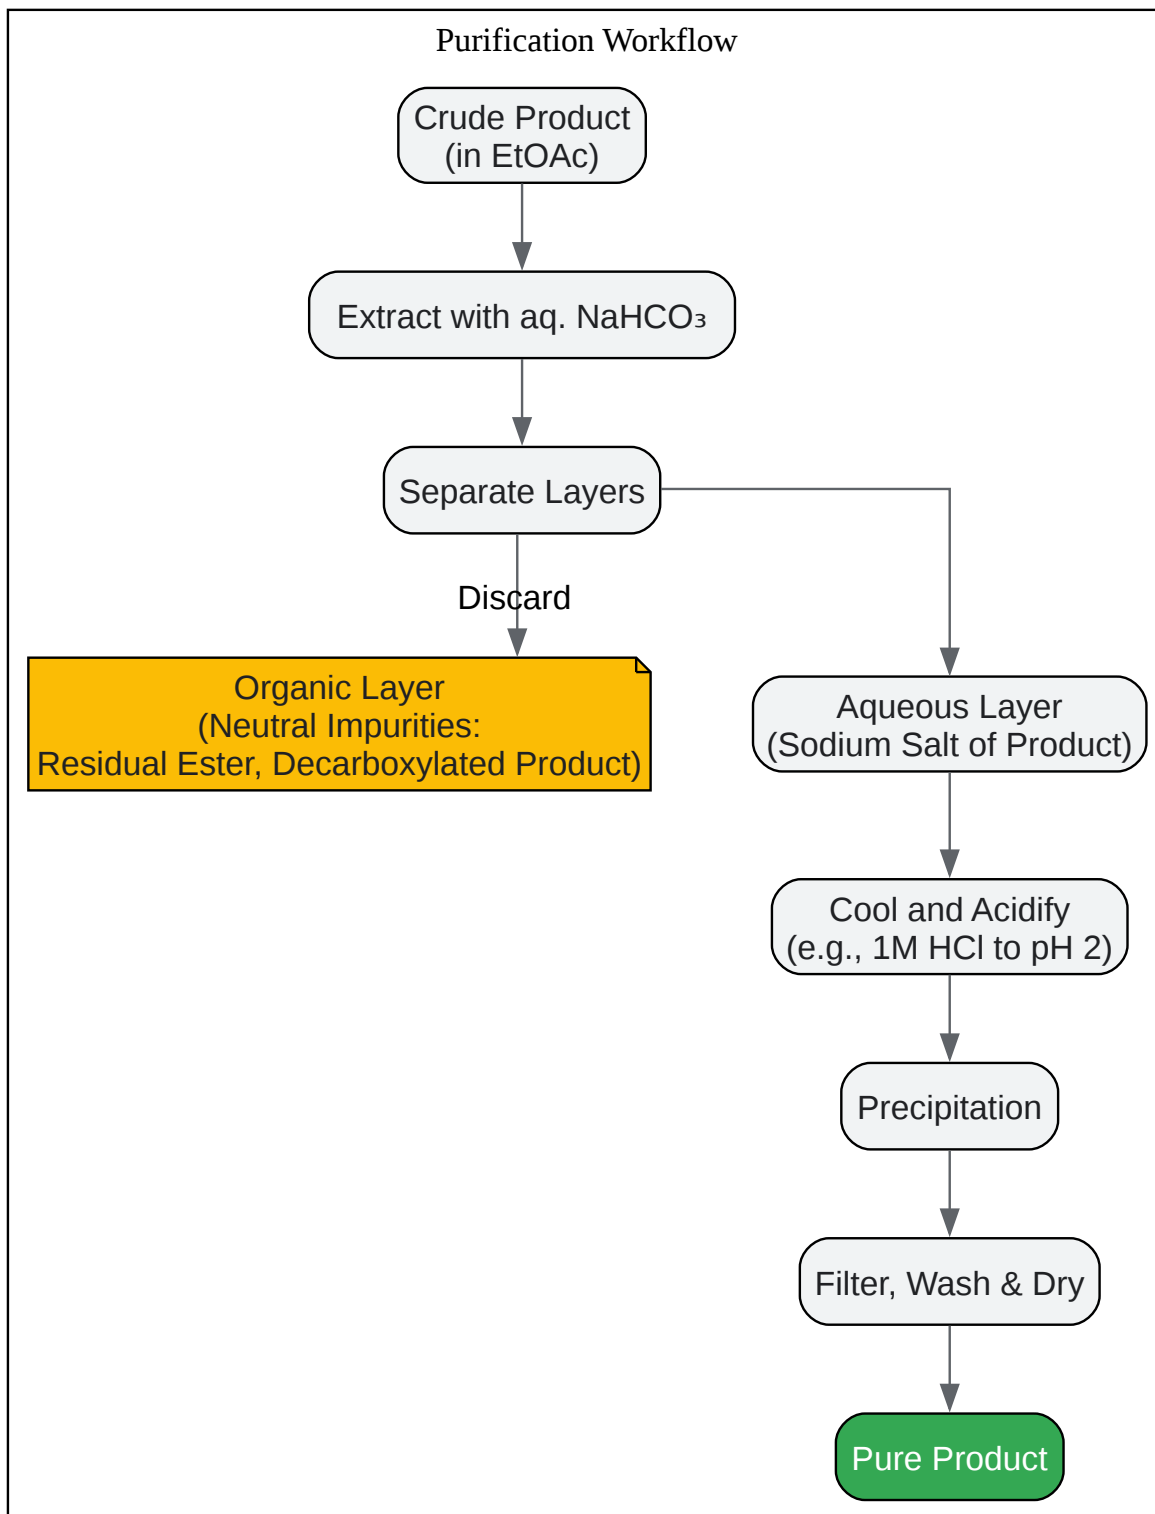 Purification Workflow
Crude Product
(in EtOAc)
Extract with aq. NaHCO₃
Separate Layers
Discard
Organic Layer
(Neutral Impurities:
Residual Ester, Decarboxylated Product)
Aqueous Layer
(Sodium Salt of Product)
Cool and Acidify
(e.g., 1M HCl to pH 2)
Precipitation
Filter, Wash & Dry
Pure Product